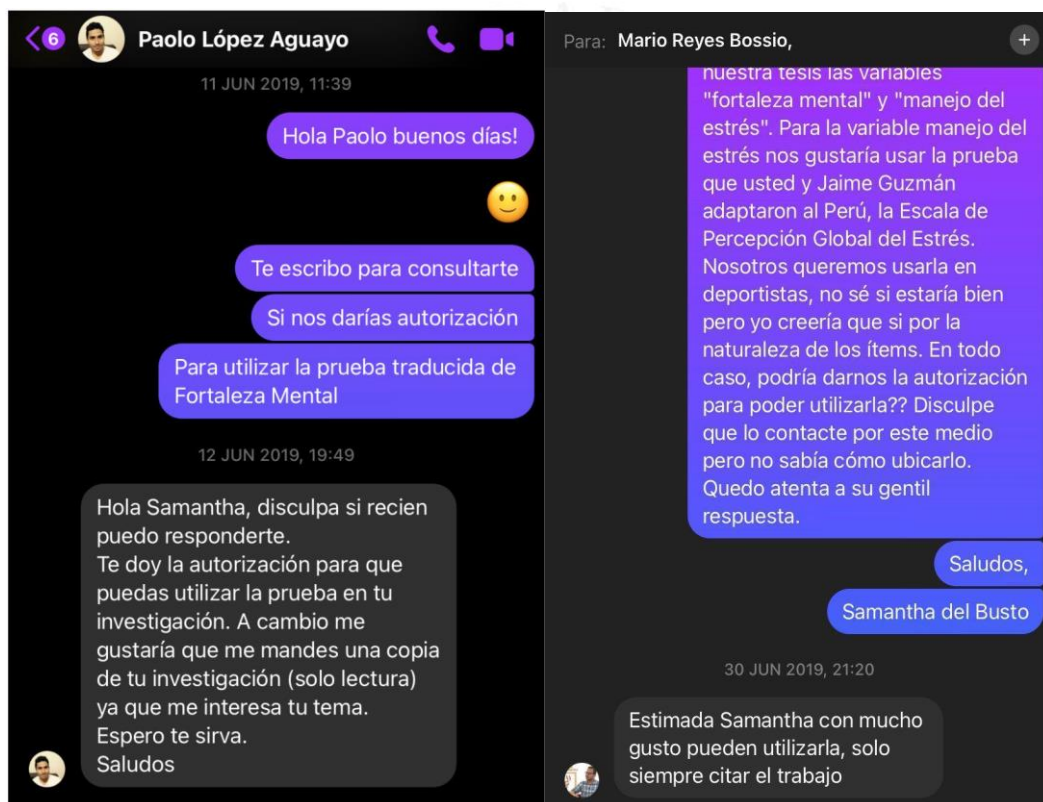 6
Paolo López Aguayo
11 JUN 2019, 11:39
Hola Paolo buenos días!
Te escribo para consultarte
Si nos darías autorización
Para utilizar la prueba traducida de
Fortaleza Mental
12 JUN 2019, 19:49
Hola Samantha, disculpa si recien
puedo responderte.
Te doy la autorización para que
puedas utilizar la prueba en tu
investigación. A cambio me
gustaría que me mandes una copia
de tu investigación (solo lectura)
ya que me interesa tu tema.
Espero te sirva.
Saludos
Para: Mario Reyes Bossio,
nuestra tesis las variables
"fortaleza mental" y "manejo del
estrés". Para la variable manejo del
estrés nos gustaría usar la prueba
que usted y Jaime Guzmán
adaptaron al Perú, la Escala de
Percepción Global del Estrés.
Nosotros queremos usarla en
deportistas, no sé si estaría bien
pero yo creería que si por la
naturaleza de los ítems. En todo
caso, podría darnos la autorización
para poder utilizarla?? Disculpe
que lo contacte por este medio
pero no sabía cómo ubicarlo.
Quedo atenta a su gentil
respuesta.
Saludos,
Samantha del Busto
30 JUN 2019, 21:20
Estimada Samantha con mucho
gusto pueden utilizarla, solo
siempre citar el trabajo